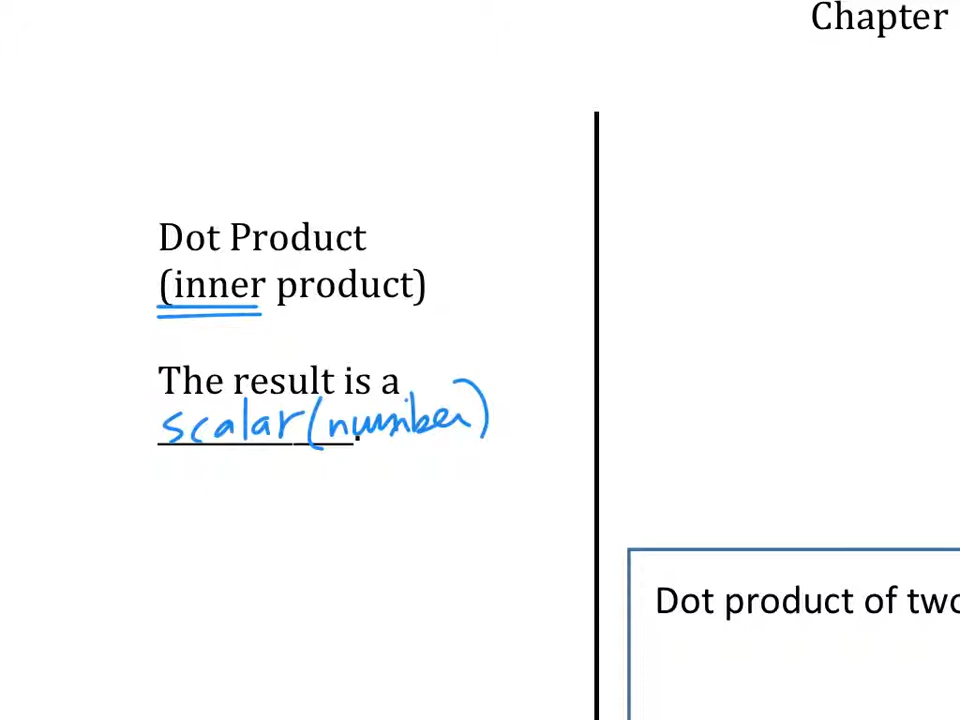 Chapter
Dot Product
(inner product)
The result is a
scalar (number).
Dot product of two